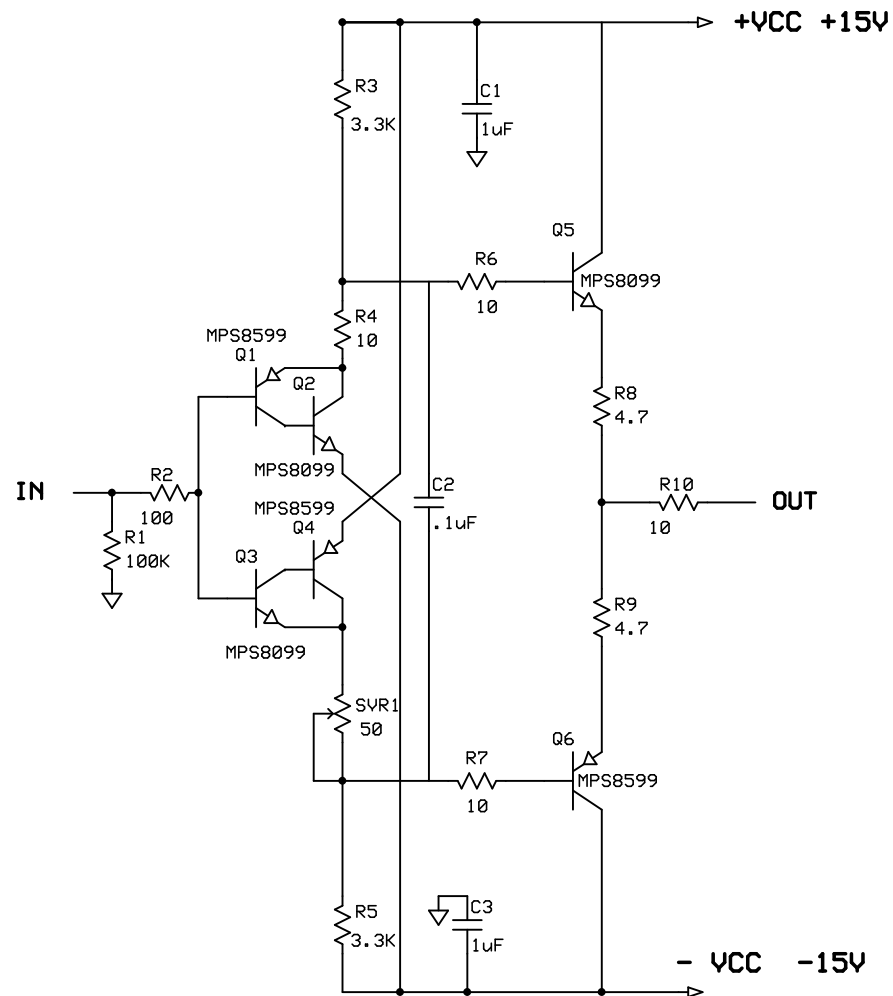 +VCC +15V
R3
3.3K
C1
1uF
Q5
R6
MPS8099
10
R4
10
MPS8599
Q1
Q2
R8
4.7
MPS8099
IN
R2
100
MPS8599
Q4
C2
.1uF
R10
10
OUT
R1
100K
Q3
R9
4.7
MPS8099
SVR1
50
Q6
R7
MPS8599
10
R5
3.3K
C3
1uF
- VCC -15V